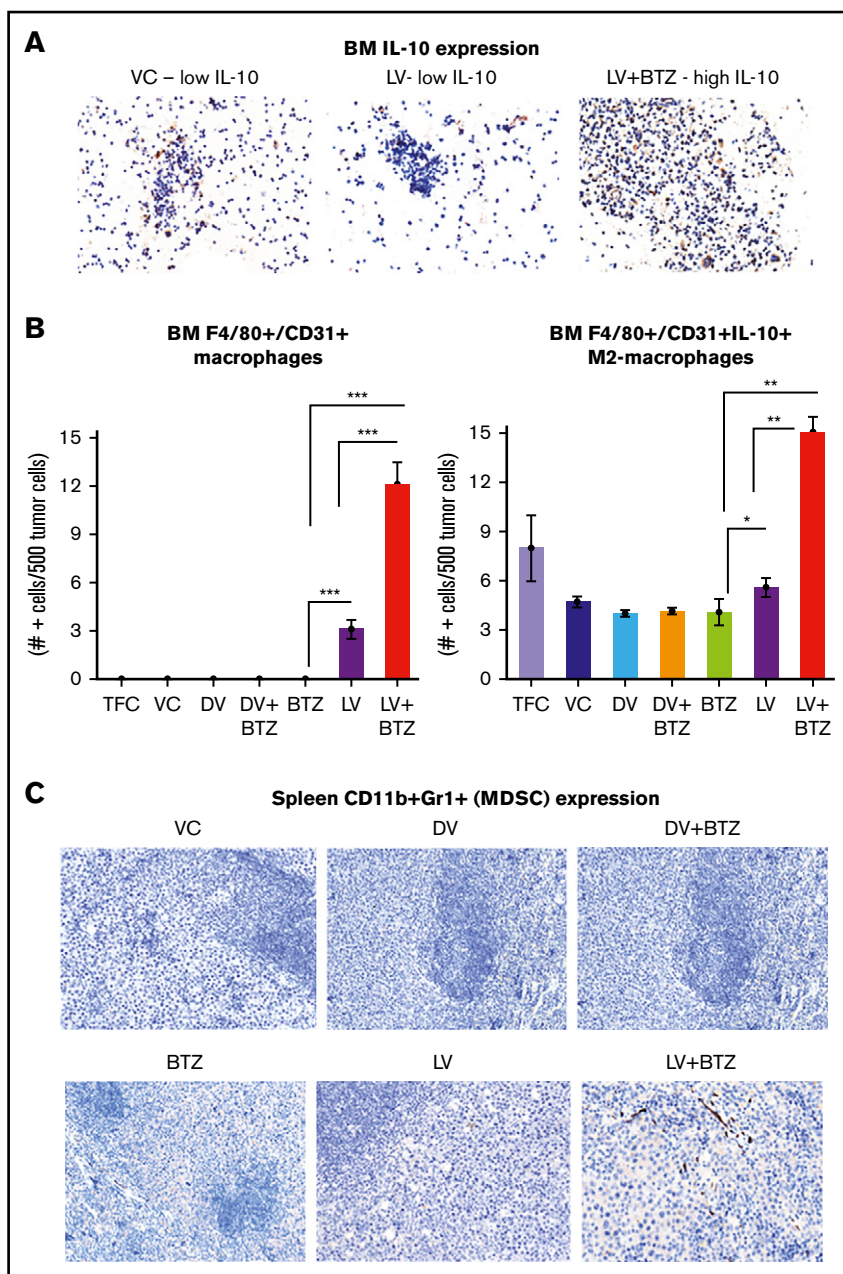 A
BM IL-10 expression
VC – low IL-10
LV- low IL-10
LV+BTZ - high IL-10
B
BM F4/80+/CD31+
macrophages
(# + cells/500 tumor cells)
15
12
9
6
3
0
***
***
***
TFC VC DV DV+ BTZ LV LV+
BTZ BTZ
BM F4/80+/CD31+IL-10+
M2-macrophages
(# + cells/500 tumor cells)
15
12
9
6
3
0
**
**
*
TFC VC DV DV+ BTZ LV LV+
BTZ BTZ
C
Spleen CD11b+Gr1+ (MDSC) expression
VC
DV
DV+BTZ
BTZ
LV
LV+BTZ